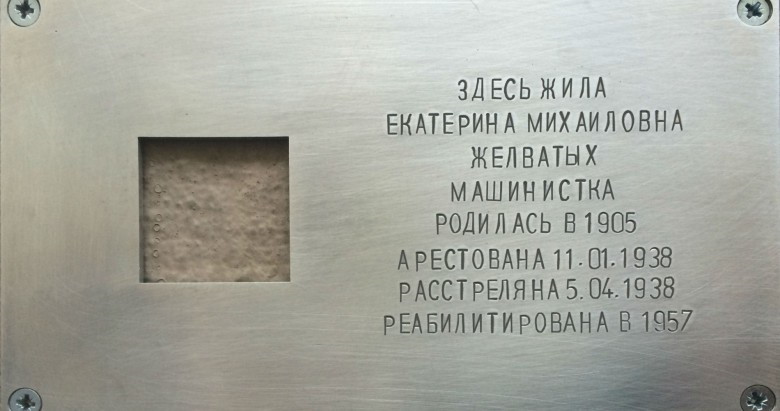 ЗДЕСЬ ЖИЛА
ЕКАТЕРИНА МИХАИЛОВНА
ЖЕЛВАТЫХ
МАШИНИСТКА
РОДИЛАСЬ В 1905
АРЕСТОВАНА 11.01.1938
РАССТРЕЛЯНА 5.04.1938
РЕАБИЛИТИРОВАНА В 1957